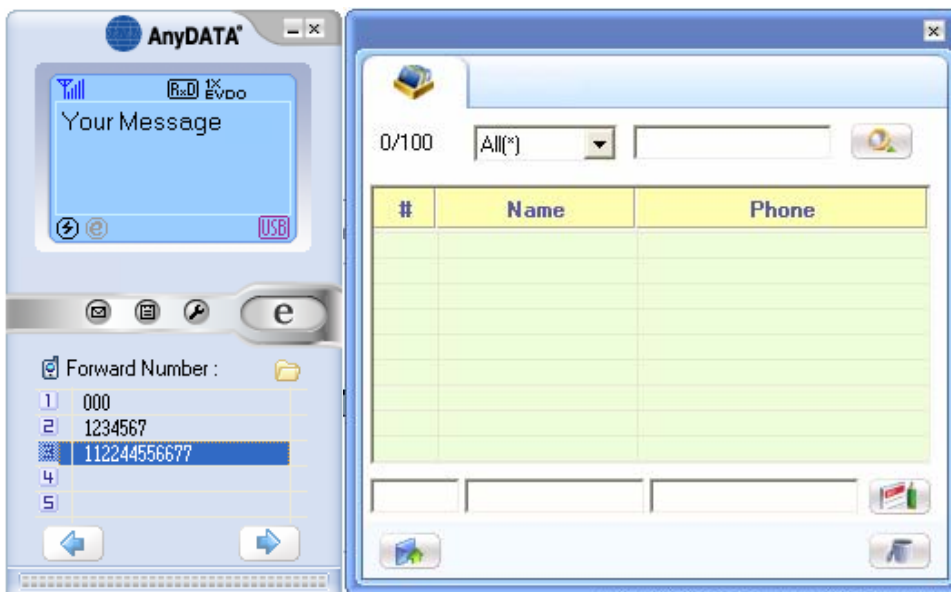 AnyDATA
RxD 1X EVDO
Your Message
e
USB
e
Forward Number :
1 000
2 1234567
# 112244556677
4
5
0/100 All(*)
# Name Phone